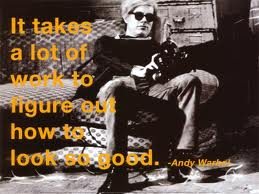 It takes
a lot of
work to
figure out
how to
look so good. -Andy Warhol